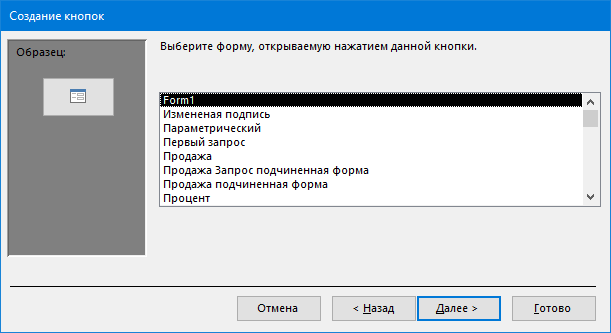 Создание кнопок
Образец:
Выберите форму, открываемую нажатием данной кнопки.
Form1
Измененая подпись
Параметрический
Первый запрос
Продажа
Продажа Запрос подчиненная форма
Продажа подчиненная форма
Процент
Отмена
< Назад
Далее >
Готово